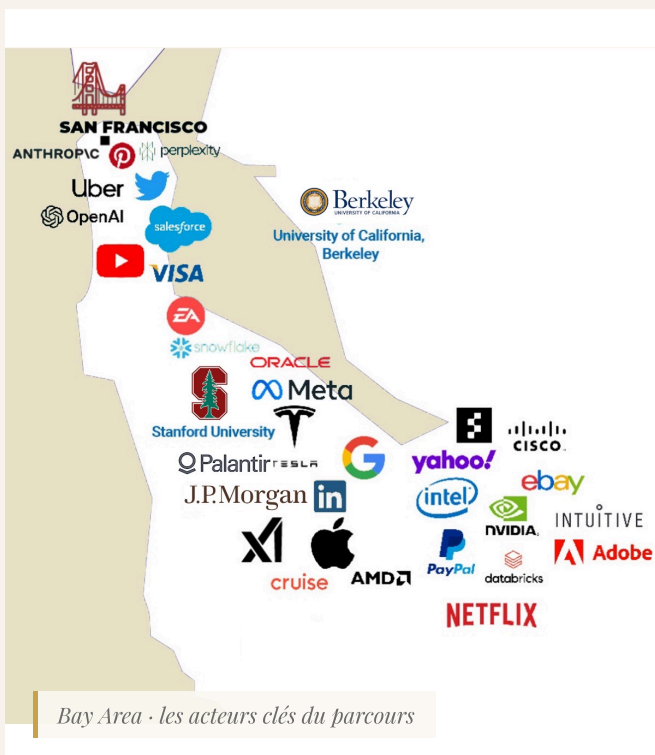 SAN FRANCISCO
ANTHROP\C
perplexity
Uber
OpenAI
salesforce
VISA
Berkeley
UNIVERSITY OF CALIFORNIA
University of California,
Berkeley
EA
snowflake
ORACLE
S
Meta
Stanford University
Palantir
TESLA
G
yahoo!
CISCO
ebay
J.P.Morgan
in
intel
NVIDIA
INTUITIVE
xI
cruise
AMD
PayPal
databricks
Adobe
NETFLIX
Bay Area · les acteurs clés du parcours